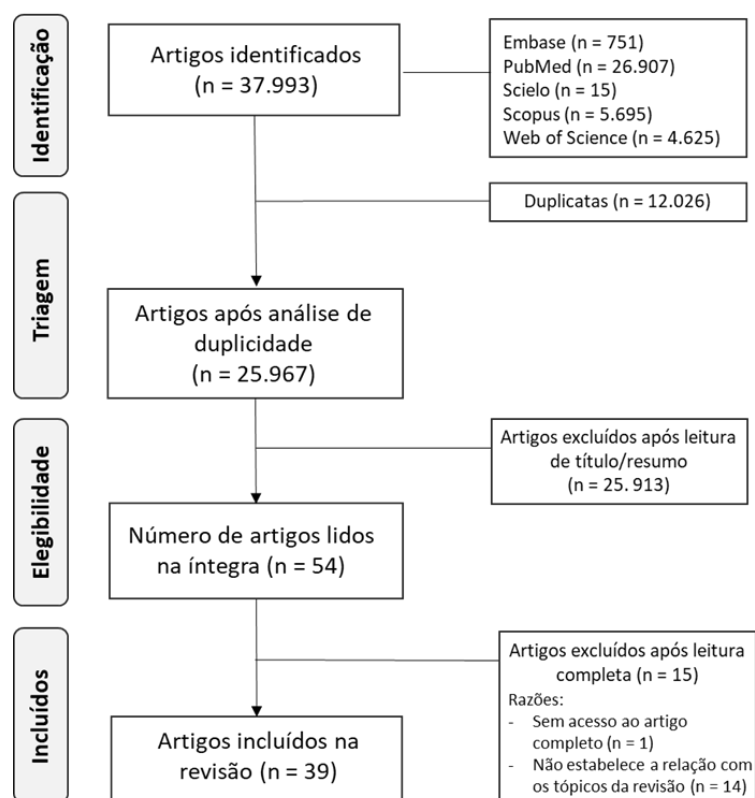 Identificação
Artigos identificados
(n = 37.993)
Embase (n = 751)
PubMed (n = 26.907)
Scielo (n = 15)
Scopus (n = 5.695)
Web of Science (n = 4.625)
Triagem
Duplicatas (n = 12.026)
Artigos após análise de
duplicidade
(n = 25.967)
Elegibilidade
Artigos excluídos após leitura
de título/resumo
(n = 25. 913)
Número de artigos lidos
na íntegra (n = 54)
Incluídos
Artigos excluídos após leitura
completa (n = 15)
Razões:
- Sem acesso ao artigo
completo (n = 1)
- Não estabelece a relação com
os tópicos da revisão (n = 14)
Artigos incluídos na
revisão (n = 39)